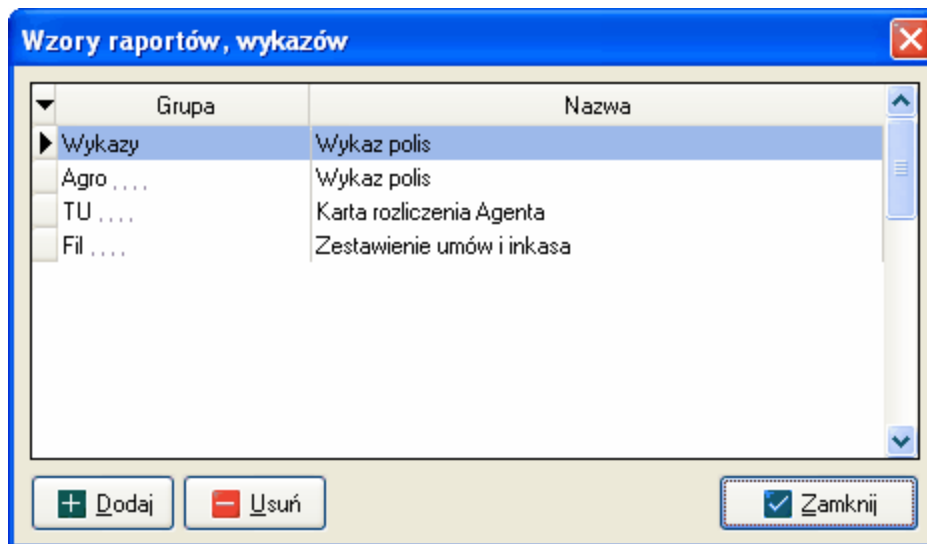 Wzory raportów, wykazów
Grupa Nazwa
Wykazy Wykaz polis
Agro , , , , Wykaz polis
TU , , , , Karta rozliczenia Agenta
Fil , , , , Zestawienie umów i inkasa
Dodaj Usuń Zamknij